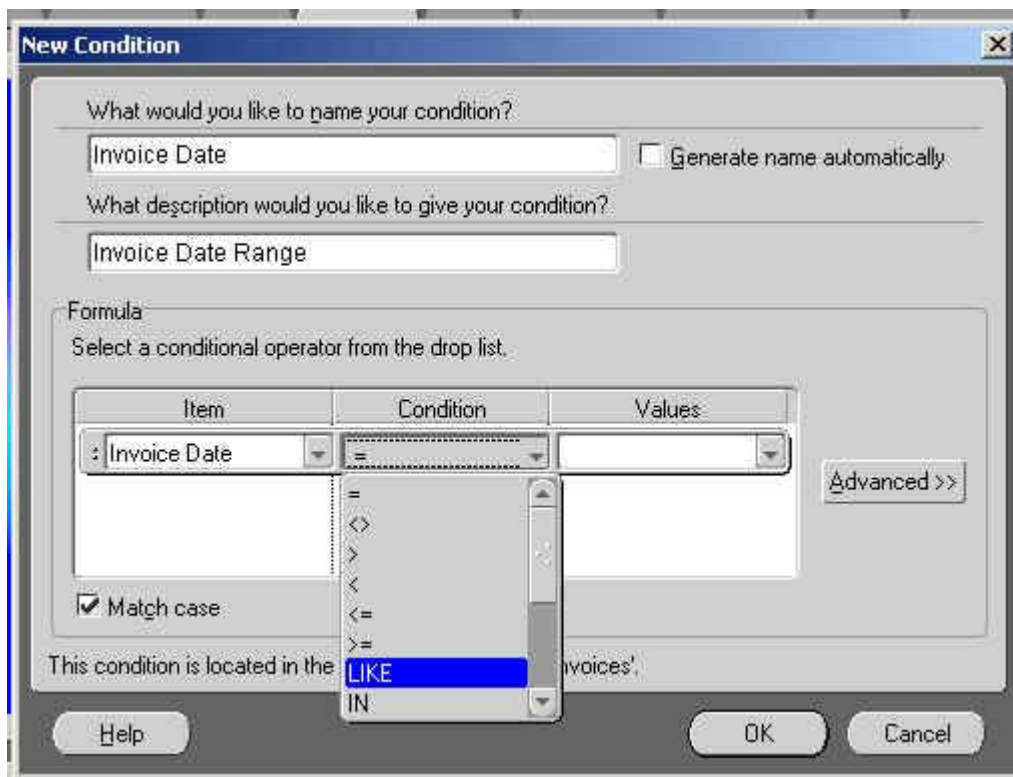 New Condition
What would you like to name your condition?
Invoice Date
Generate name automatically
What description would you like to give your condition?
Invoice Date Range
Formula
Select a conditional operator from the drop list.
Item Condition Values
: Invoice Date =
=
<>
>
<
<=
>=
LIKE
IN
Advanced >>
Match case
This condition is located in the voices'.
Help OK Cancel